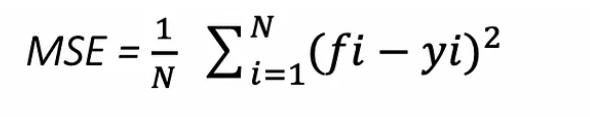 MSE = 1/N ∑_{i=1}^{N} (fi − yi)²